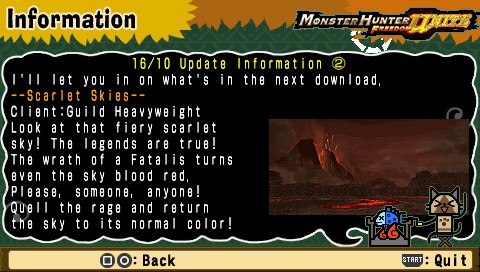 Information
MONSTER HUNTER
FREEDOM UNITE
16/10 Update Information ②
I'll let you in on what's in the next download,
--Scarlet Skies--
Client:Guild Heavyweight
Look at that fiery scarlet
sky! The legends are true!
The wrath of a Fatalis turns
even the sky blood red,
Please, someone, anyone!
Quell the rage and return
the sky to its normal color!
: Back
START: Quit